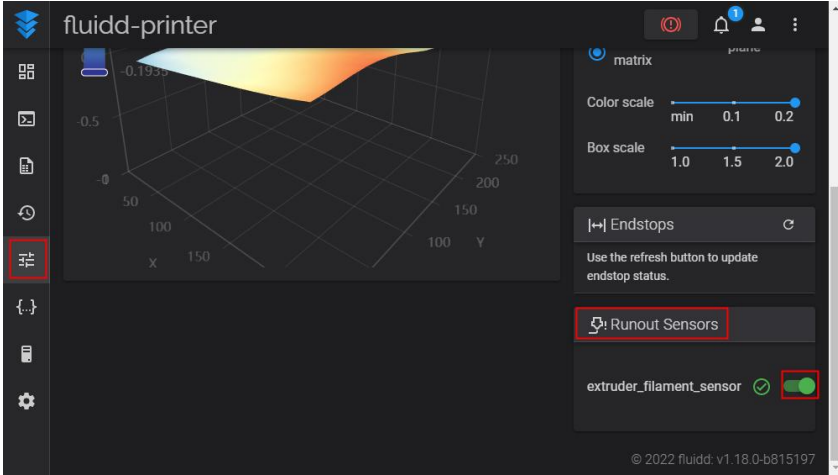 fluidd-printer
1
matrix
plane
-0.1935
-0.5
-0
50
100
150
X
100
150
200
250
Y
Color scale
min 0.1 0.2
Box scale
1.0 1.5 2.0
Endstops
Use the refresh button to update
endstop status.
Runout Sensors
extruder_filament_sensor
{...}
© 2022 fluidd: v1.18.0-b815197